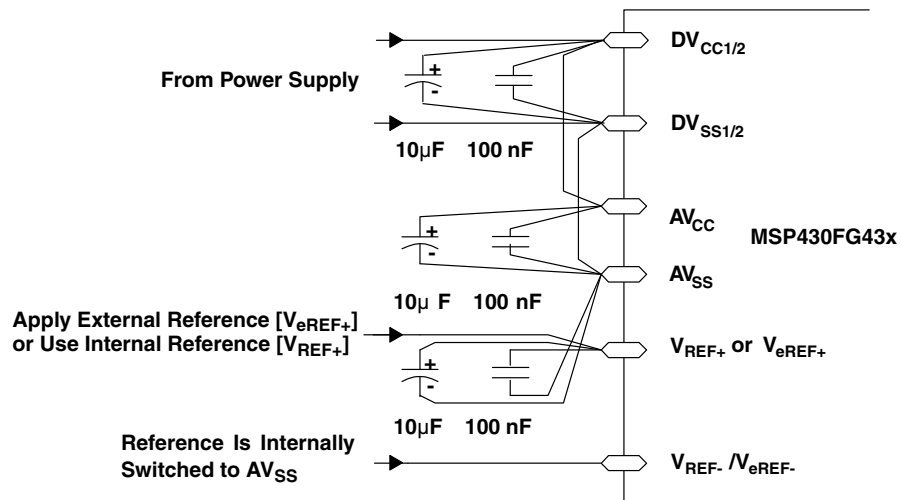 DVCC1/2
+
From Power Supply
-
DVSS1/2
10μF 100 nF
AVCC
+
MSP430FG43x
-
AVSS
10μ F 100 nF
Apply External Reference [VeREF+]
or Use Internal Reference [VREF+]
VREF+ or VeREF+
+
-
10μF 100 nF
Reference Is Internally
Switched to AVSS
VREF- /VeREF-